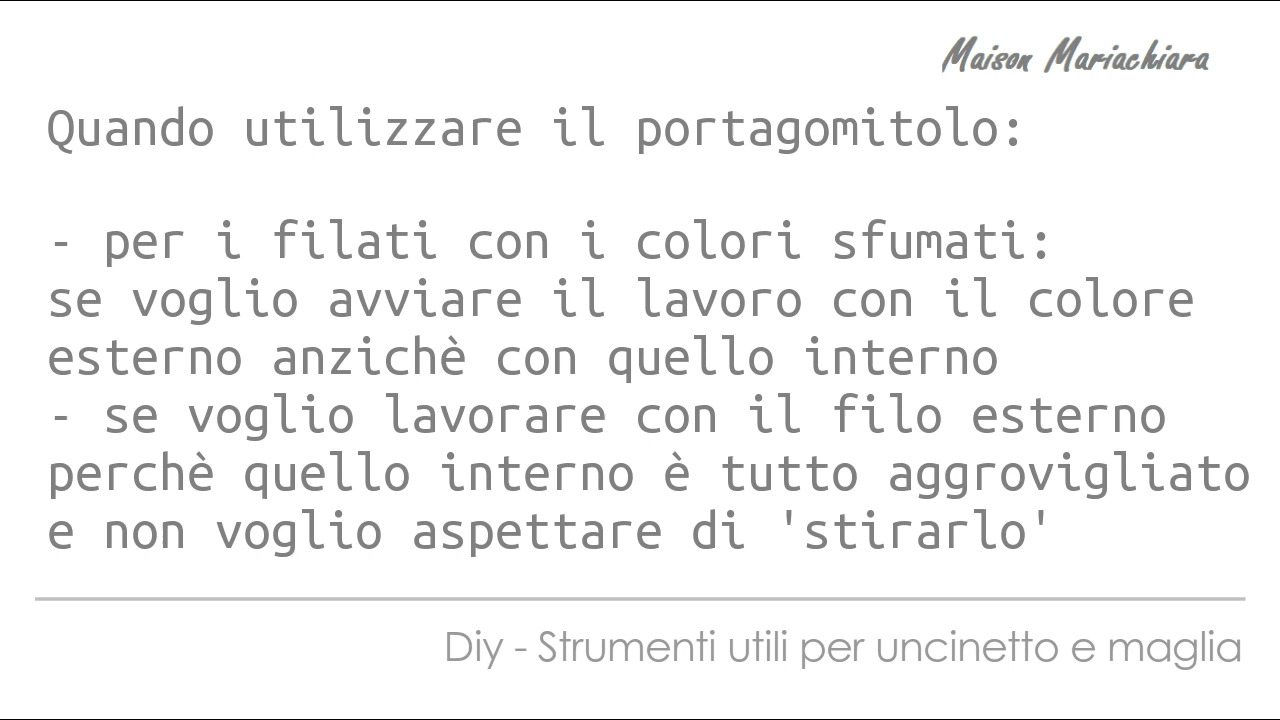 Maison Mariachiara
Quando utilizzare il portagomitolo:
- per i filati con i colori sfumati:
se voglio avviare il lavoro con il colore
esterno anzichè con quello interno
- se voglio lavorare con il filo esterno
perchè quello interno è tutto aggrovigliato
e non voglio aspettare di 'stirarlo'
Diy - Strumenti utili per uncinetto e maglia